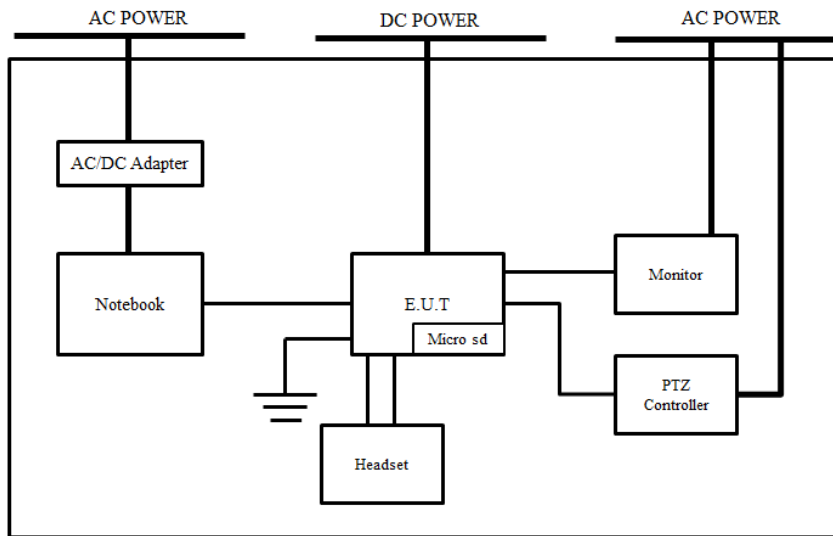 AC POWER
DC POWER
AC POWER
AC/DC Adapter
Notebook
E.U.T
Micro sd
Monitor
PTZ
Controller
Headset